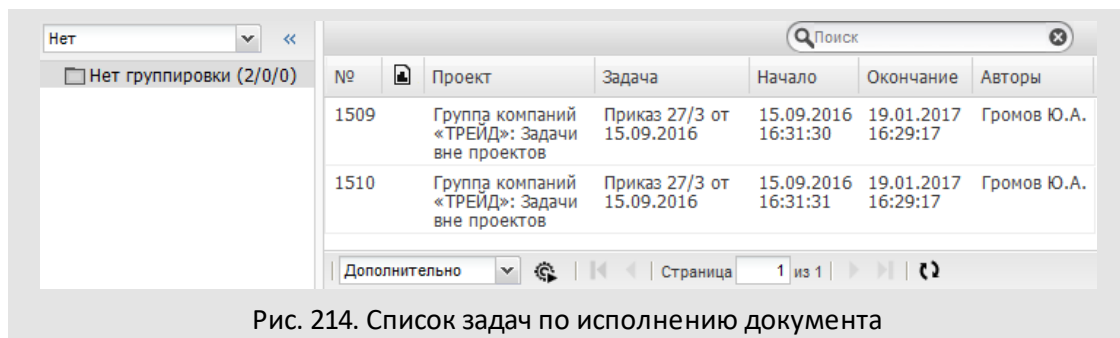 Нет
Поиск
Нет группировки (2/0/0)
№ Проект Задача Начало Окончание Авторы
1509 Группа компаний Приказ 27/3 от 15.09.2016 19.01.2017 Громов Ю.А.
«ТРЕЙД»: Задачи 15.09.2016 16:31:30 16:29:17
вне проектов
1510 Группа компаний Приказ 27/3 от 15.09.2016 19.01.2017 Громов Ю.А.
«ТРЕЙД»: Задачи 15.09.2016 16:31:31 16:29:17
вне проектов
Дополнительно Страница 1 из 1
Рис. 214. Список задач по исполнению документа